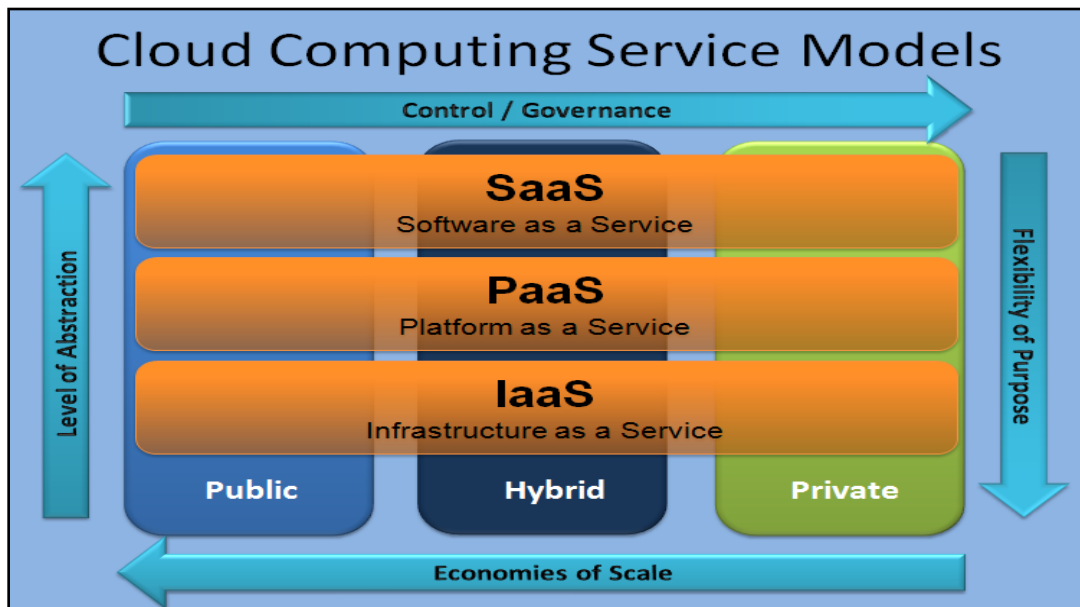 Cloud Computing Service Models
Control / Governance
Level of Abstraction
SaaS
Software as a Service
PaaS
Platform as a Service
IaaS
Infrastructure as a Service
Public
Hybrid
Private
Flexibility of Purpose
Economies of Scale